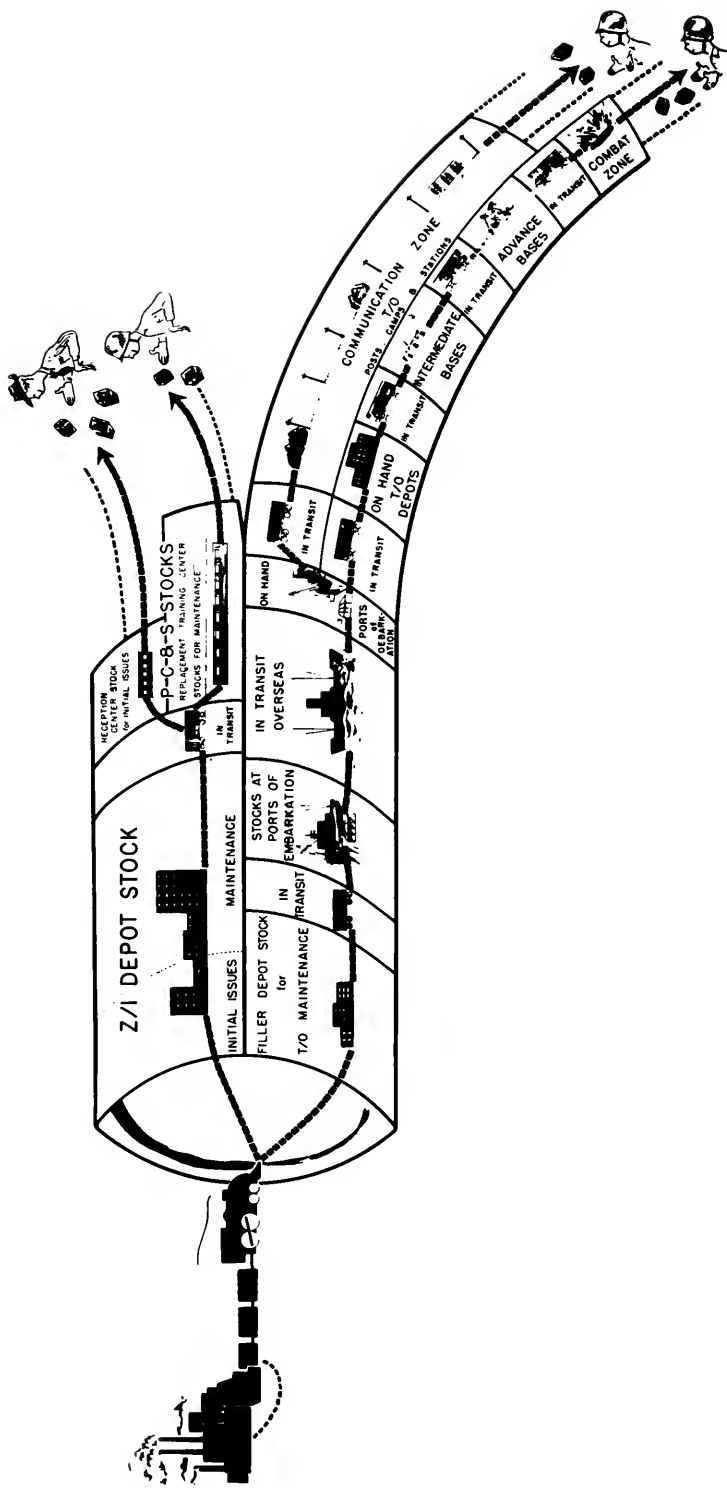 Z/I DEPOT STOCK
INITIAL ISSUES
MAINTENANCE
IN
TRANSIT
RECEPTION
CENTER STOCK
for INITIAL ISSUES
P-C-&-S-STOCKS
REPLACEMENT TRAINING CENTER
STOCKS FOR MAINTENANCE
FILLER DEPOT STOCK
for
T/O MAINTENANCE
IN
TRANSIT
STOCKS AT
PORTS OF
EMBARKATION
IN TRANSIT
OVERSEAS
ON HAND
PORTS
of
DEBARK-
ATION
IN TRANSIT
IN TRANSIT
COMMUNICATION ZONE
T/O
POSTS CAMPS & STATIONS
ON HAND
T/O
DEPOTS
IN TRANSIT
INTERMEDIATE
BASES
IN TRANSIT
ADVANCE
BASES
IN TRANSIT
COMBAT
ZONE